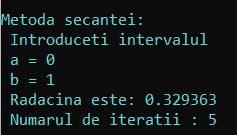 Metoda secantei:
Introduceti intervalul
a = 0
b = 1
Radacina este: 0.329363
Numarul de iteratii : 5